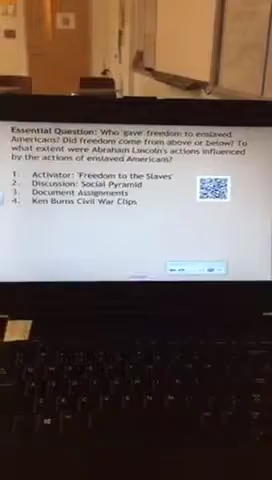 Essential Question: Who 'gave' freedom to enslaved
Americans? Did freedom come from above or below? To
what extent were Abraham Lincoln's actions influenced
by the actions of enslaved Americans?
1. Activator: 'Freedom to the Slaves'
2. Discussion: Social Pyramid
3. Document Assignments
4. Ken Burns Civil War Clips